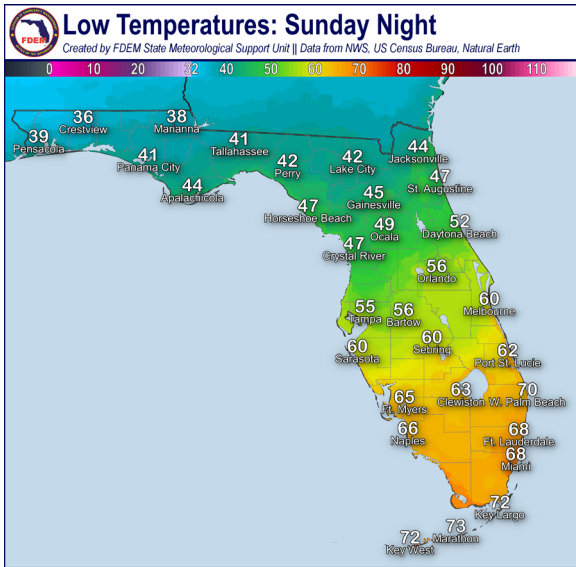 Low Temperatures: Sunday Night
Created by FDEM State Meteorological Support Unit || Data from NWS, US Census Bureau, Natural Earth
FDEM
0 10 20 32 40 50 60 70 80 90 100 110
36
Crestview
38
Marianna
39
Pensacola
41
Panama City
41
Tallahassee
44
Apalachicola
42
Perry
42
Lake City
44
Jacksonville
47
St. Augustine
45
Gainesville
47
Horseshoe Beach
49
Ocala
52
Daytona Beach
47
Crystal River
56
Orlando
60
Melbourne
55
Tampa
56
Bartow
60
Sarasota
60
Sebring
62
Port St. Lucie
65
Ft. Myers
63
Clewiston
70
W. Palm Beach
66
Naples
68
Ft. Lauderdale
68
Miami
72
Key Largo
73
Marathon
72
Key West